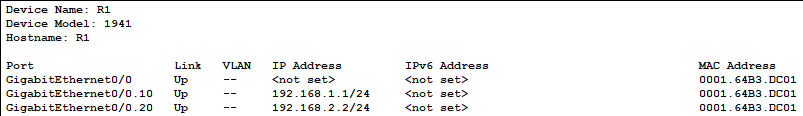 Device Name: R1
Device Model: 1941
Hostname: R1
Port Link VLAN IP Address IPv6 Address MAC Address
GigabitEthernet0/0 Up -- <not set> <not set> 0001.64B3.DC01
GigabitEthernet0/0.10 Up -- 192.168.1.1/24 <not set> 0001.64B3.DC01
GigabitEthernet0/0.20 Up -- 192.168.2.2/24 <not set> 0001.64B3.DC01